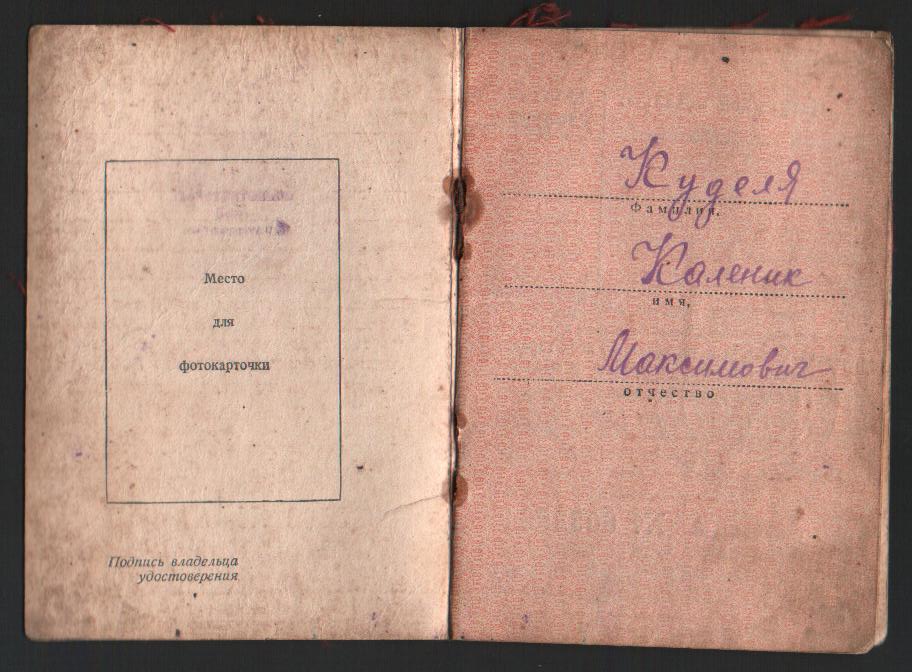 Место
для
фотокарточки
Подпись владельца
удостоверения
Куделя
Фамилия,
Каленик
имя,
Максимович
отчество